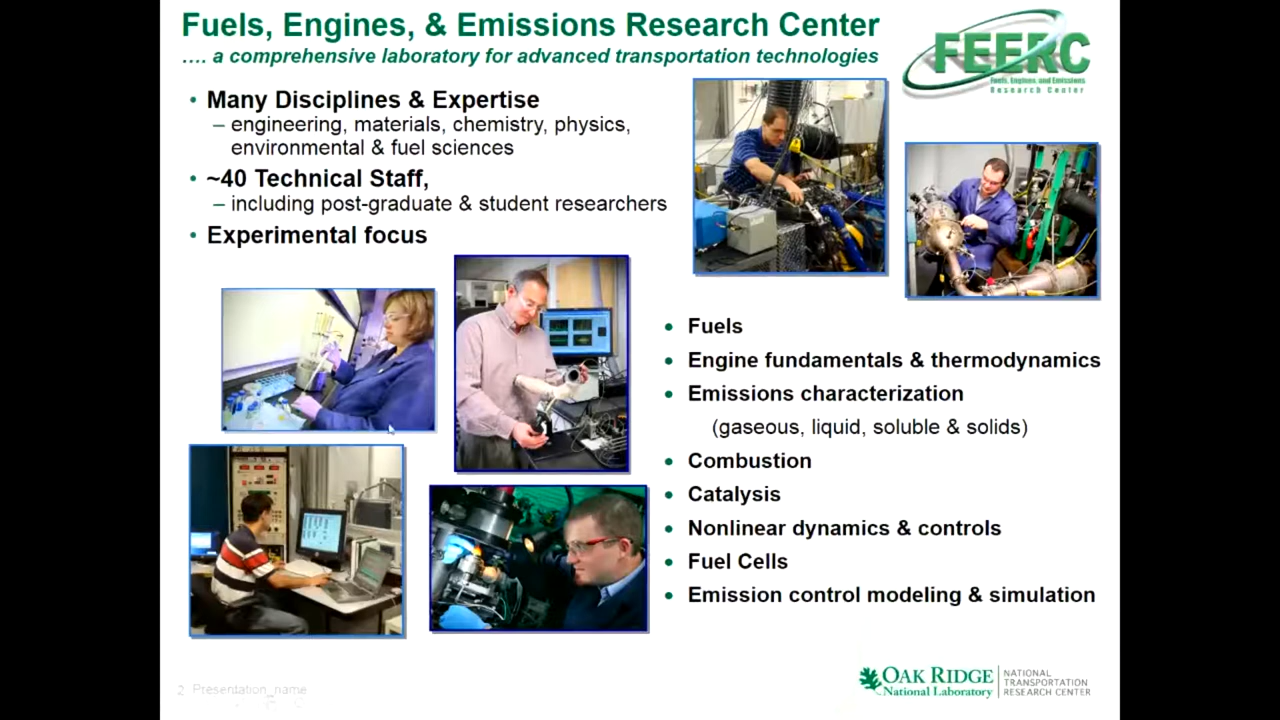 Fuels, Engines, & Emissions Research Center
.... a comprehensive laboratory for advanced transportation technologies
FEERC
Fuels, Engines, and Emissions
Research Center
• Many Disciplines & Expertise
– engineering, materials, chemistry, physics,
environmental & fuel sciences
• ~40 Technical Staff,
– including post-graduate & student researchers
• Experimental focus
• Fuels
• Engine fundamentals & thermodynamics
• Emissions characterization
(gaseous, liquid, soluble & solids)
• Combustion
• Catalysis
• Nonlinear dynamics & controls
• Fuel Cells
• Emission control modeling & simulation
2 Presentation_name
OAK RIDGE
National Laboratory
NATIONAL
TRANSPORTATION
RESEARCH CENTER